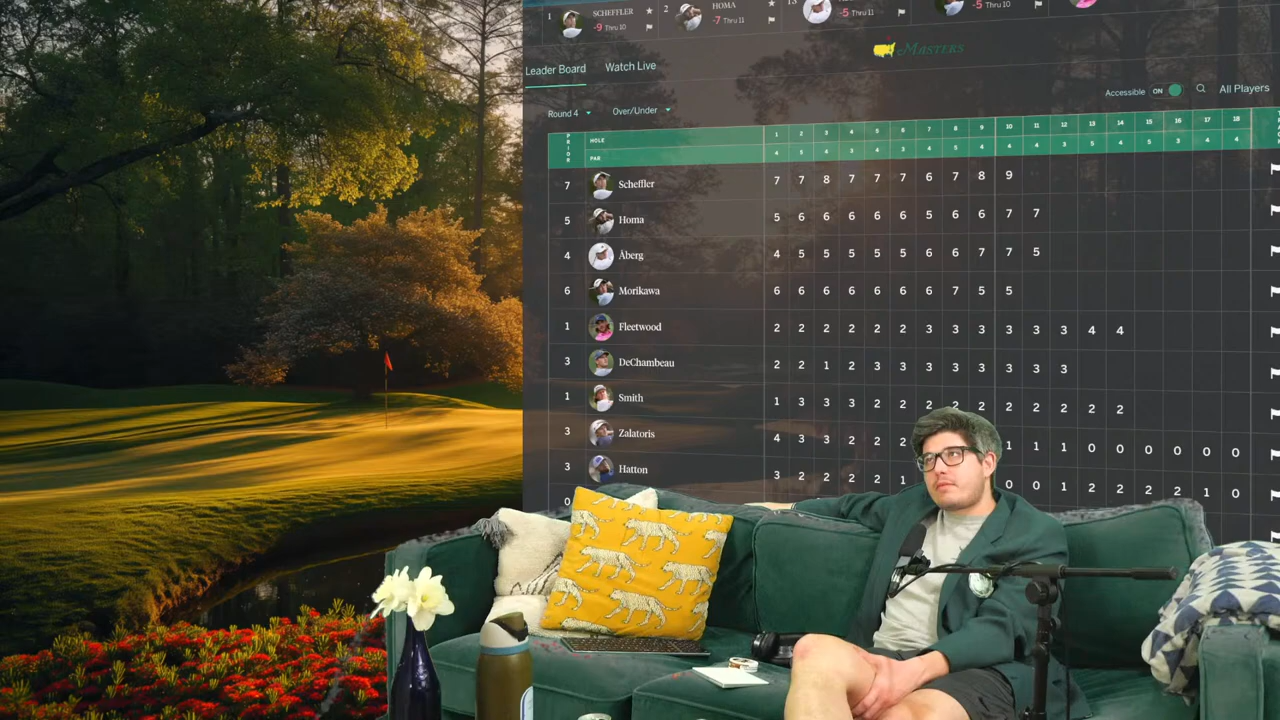 1 SCHEFFLER -9 Thru 10
2 HOMA -7 Thru 11
-5 Thru 11
-5 Thru 10
Masters
Leader Board Watch Live
Accessible ON All Players
Round 4 Over/Under
PRIOR HOLE 1 2 3 4 5 6 7 8 9 10 11 12 13 14 15 16 17 18
PAR 4 5 4 3 4 3 4 5 4 4 4 3 5 4 5 3 4 4
7 Scheffler 7 7 8 7 7 7 6 7 8 9
5 Homa 5 6 6 6 6 6 5 6 6 7 7
4 Åberg 4 5 5 5 5 5 6 6 7 7 5
6 Morikawa 6 6 6 6 6 6 6 7 5 5
1 Fleetwood 2 2 2 2 2 2 3 3 3 3 3 3 4 4
3 DeChambeau 2 2 1 2 3 3 3 3 3 3 3 3
1 Smith 1 3 3 3 2 2 2 2 2 2 2 2 2 2
3 Zalatoris 4 3 3 2 2 2 1 1 1 0 0 0 0 0 0
3 Hatton 3 2 2 2 2 1 0 0 1 2 2 2 2 1 0
0